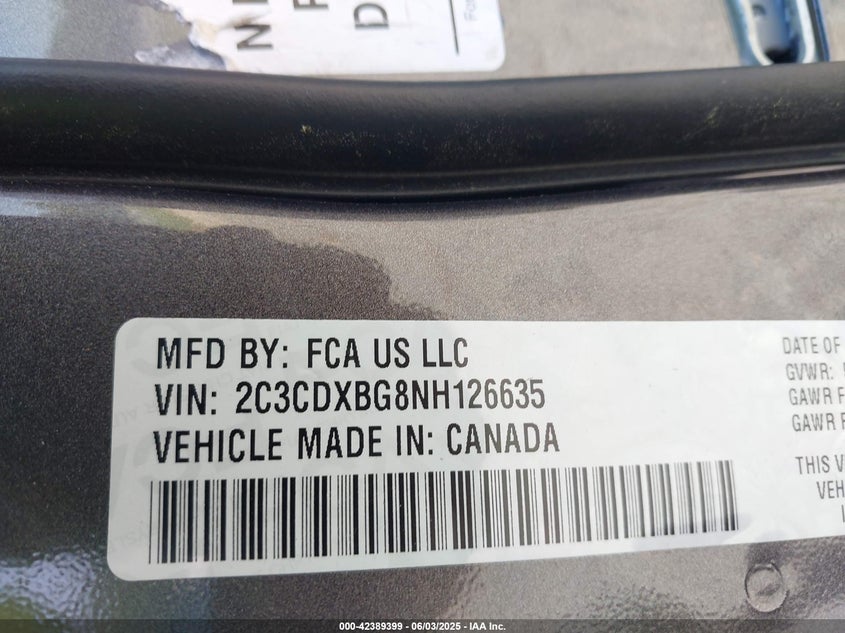 MFD BY: FCA US LLC
VIN: 2C3CDXBG8NH126635
VEHICLE MADE IN: CANADA
DATE OF
GVWR:
GAWR F
GAWR
THIS V
VEH
000-42389399 - 06/03/2025 - IAA Inc.